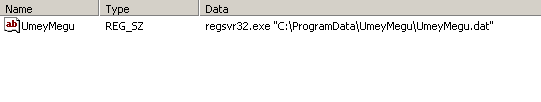 Name Type Data
UmeyMegu REG_SZ regsvr32.exe "C:\ProgramData\UmeyMegu\UmeyMegu.dat"